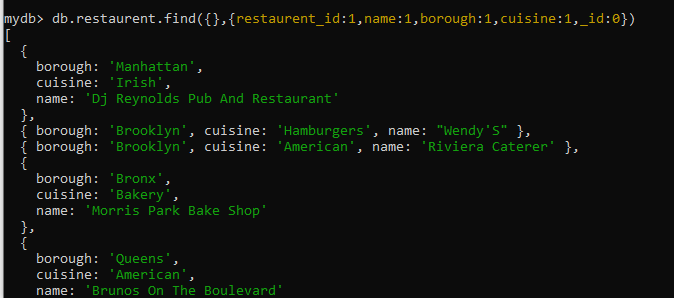 mydb> db.restaurent.find({},{restaurent_id:1,name:1,borough:1,cuisine:1,_id:0})
[
  {
    borough: 'Manhattan',
    cuisine: 'Irish',
    name: 'Dj Reynolds Pub And Restaurant'
  },
  { borough: 'Brooklyn', cuisine: 'Hamburgers', name: "Wendy'S" },
  { borough: 'Brooklyn', cuisine: 'American', name: 'Riviera Caterer' },
  {
    borough: 'Bronx',
    cuisine: 'Bakery',
    name: 'Morris Park Bake Shop'
  },
  {
    borough: 'Queens',
    cuisine: 'American',
    name: 'Brunos On The Boulevard'